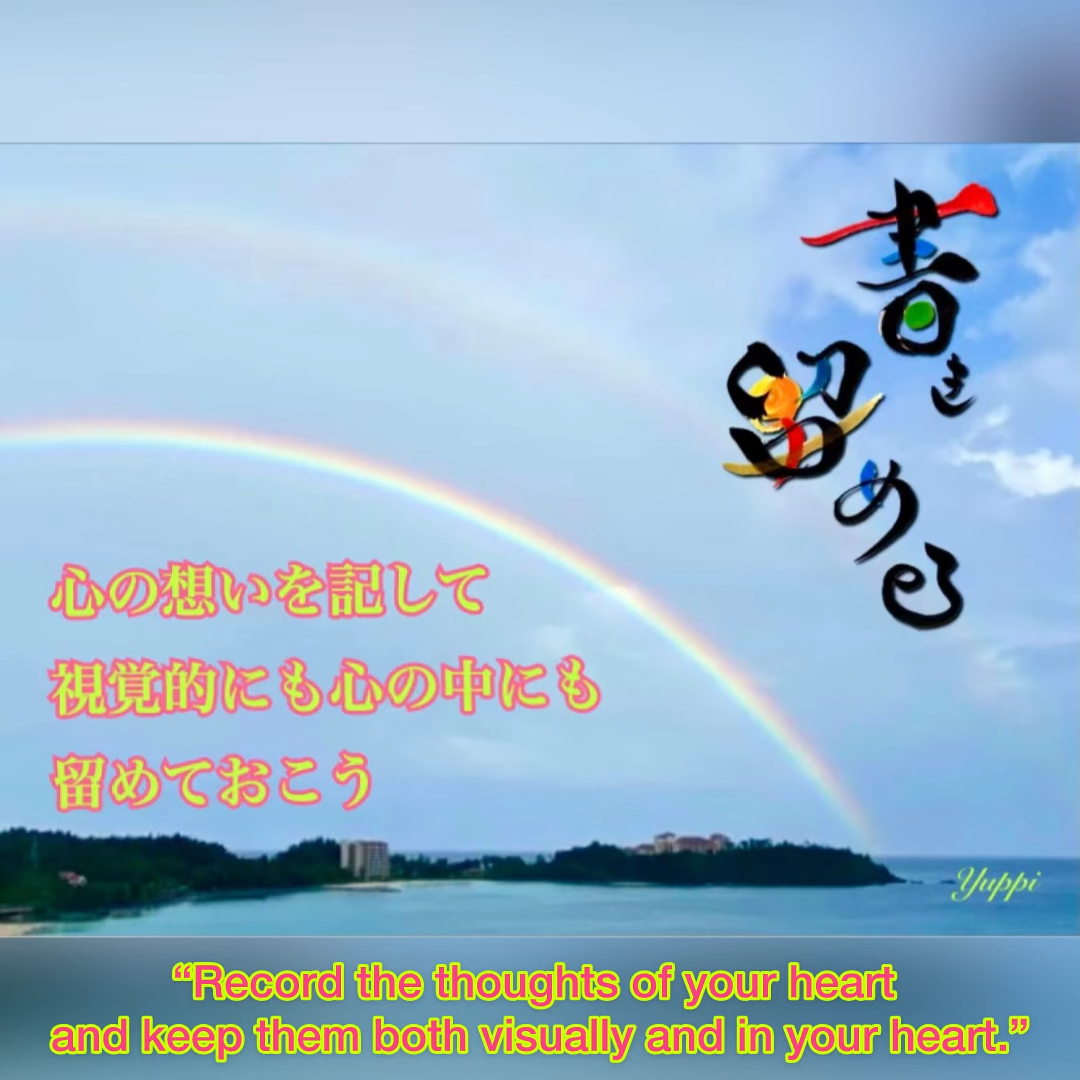 書き
留める
心の想いを記して
視覚的にも心の中にも
留めておこう
Yuppi
“Record the thoughts of your heart
and keep them both visually and in your heart.”